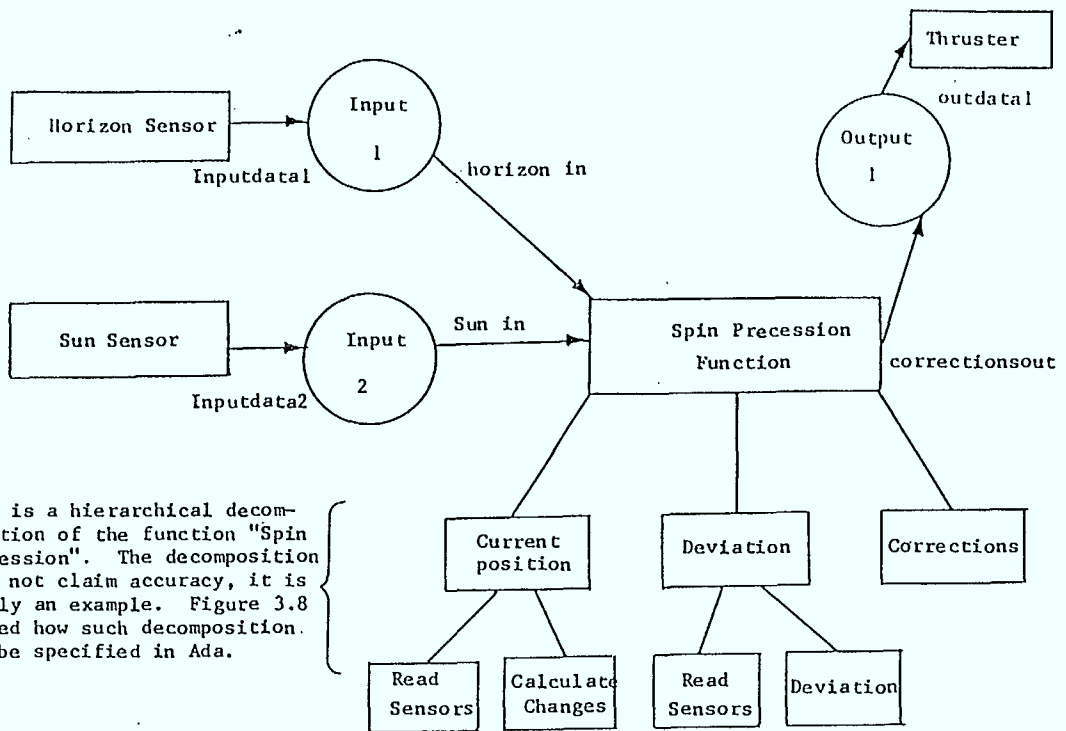 Thruster
outdata1
Horizon Sensor
Input
1
Output
1
Inputdata1
horizon in
Sun Sensor
Input
2
Sun in
Spin Precession
Function
correctionsout
Inputdata2
is a hierarchical decom-
tion of the function "Spin
ession". The decomposition
not claim accuracy, it is
ly an example. Figure 3.8
ed how such decomposition.
be specified in Ada.
Current
position
Deviation
Corrections
Read
Sensors
Calculate
Changes
Read
Sensors
Deviation